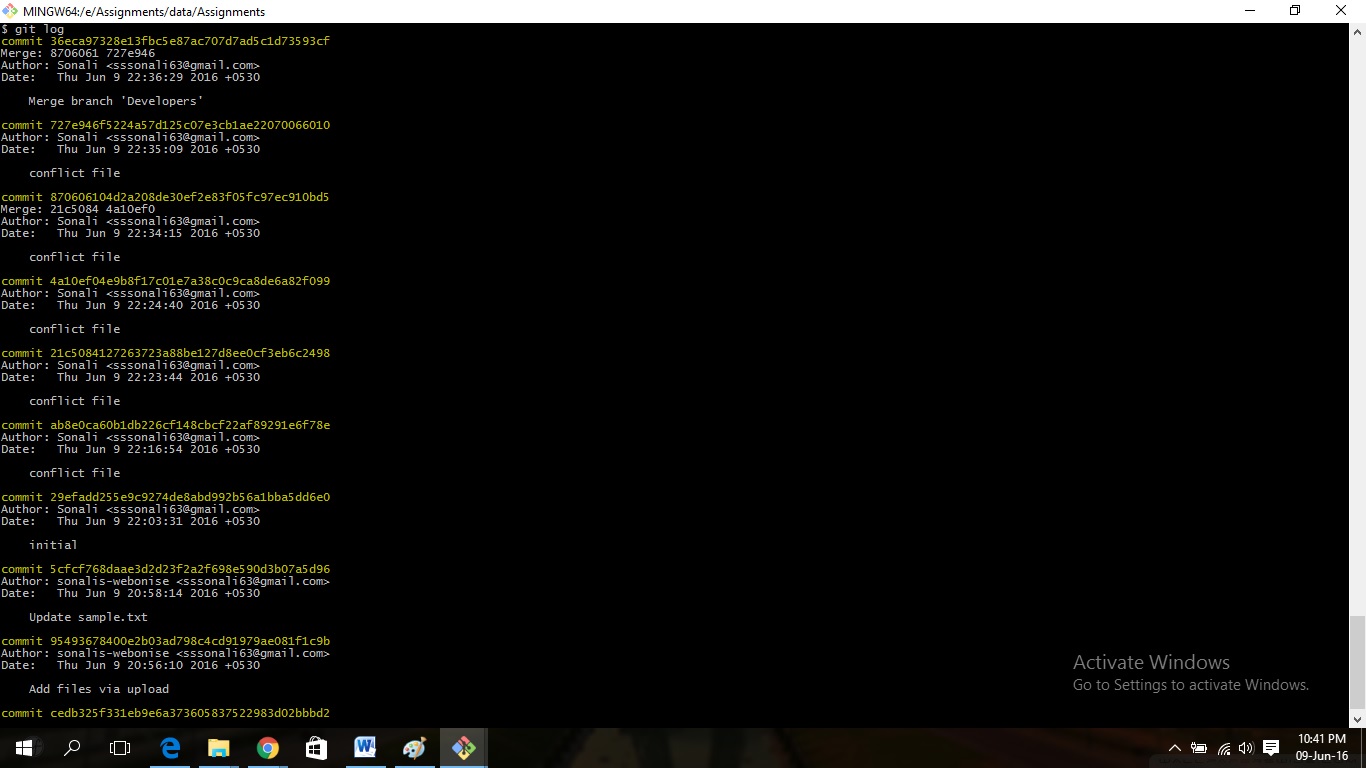 MINGW64:/e/Assignments/data/Assignments
$ git log
commit 36eca97328e13fbc5e87ac707d7ad5c1d73593cf
Merge: 8706061 727e946
Author: Sonali <sssonali63@gmail.com>
Date:   Thu Jun 9 22:36:29 2016 +0530
    Merge branch 'Developers'
commit 727e946f5224a57d125c07e3cb1ae22070066010
Author: Sonali <sssonali63@gmail.com>
Date:   Thu Jun 9 22:35:09 2016 +0530
    conflict file
commit 870606104d2a208de30ef2e83f05fc97ec910bd5
Merge: 21c5084 4a10ef0
Author: Sonali <sssonali63@gmail.com>
Date:   Thu Jun 9 22:34:15 2016 +0530
    conflict file
commit 4a10ef04e9b8f17c01e7a38c0c9ca8de6a82f099
Author: Sonali <sssonali63@gmail.com>
Date:   Thu Jun 9 22:24:40 2016 +0530
    conflict file
commit 21c5084127263723a88be127d8ee0cf3eb6c2498
Author: Sonali <sssonali63@gmail.com>
Date:   Thu Jun 9 22:23:44 2016 +0530
    conflict file
commit ab8e0ca60b1db226cf148cbcf22af89291e6f78e
Author: Sonali <sssonali63@gmail.com>
Date:   Thu Jun 9 22:16:54 2016 +0530
    conflict file
commit 29efadd255e9c9274de8abd992b56a1bba5dd6e0
Author: Sonali <sssonali63@gmail.com>
Date:   Thu Jun 9 22:03:31 2016 +0530
    initial
commit 5cfcf768daae3d2d23f2a2f698e590d3b07a5d96
Author: sonalis-webonise <sssonali63@gmail.com>
Date:   Thu Jun 9 20:58:14 2016 +0530
    Update sample.txt
commit 95493678400e2b03ad798c4cd91979ae081f1c9b
Author: sonalis-webonise <sssonali63@gmail.com>
Date:   Thu Jun 9 20:56:10 2016 +0530
    Add files via upload
commit cedb325f331eb9e6a373605837522983d02bbbd2
Activate Windows
Go to Settings to activate Windows.
10:41 PM
09-Jun-16